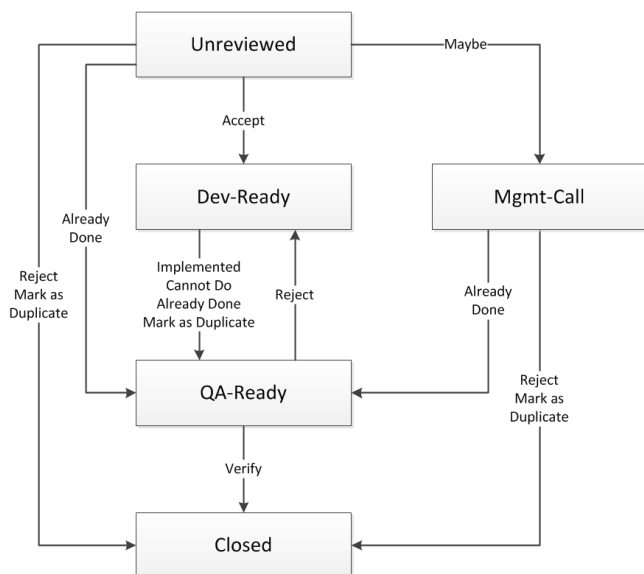 Unreviewed
Maybe
Accept
Dev-Ready
Mgmt-Call
Already
Done
Reject
Mark as
Duplicate
Implemented
Cannot Do
Already Done
Mark as Duplicate
Reject
Already
Done
QA-Ready
Reject
Mark as
Duplicate
Verify
Closed